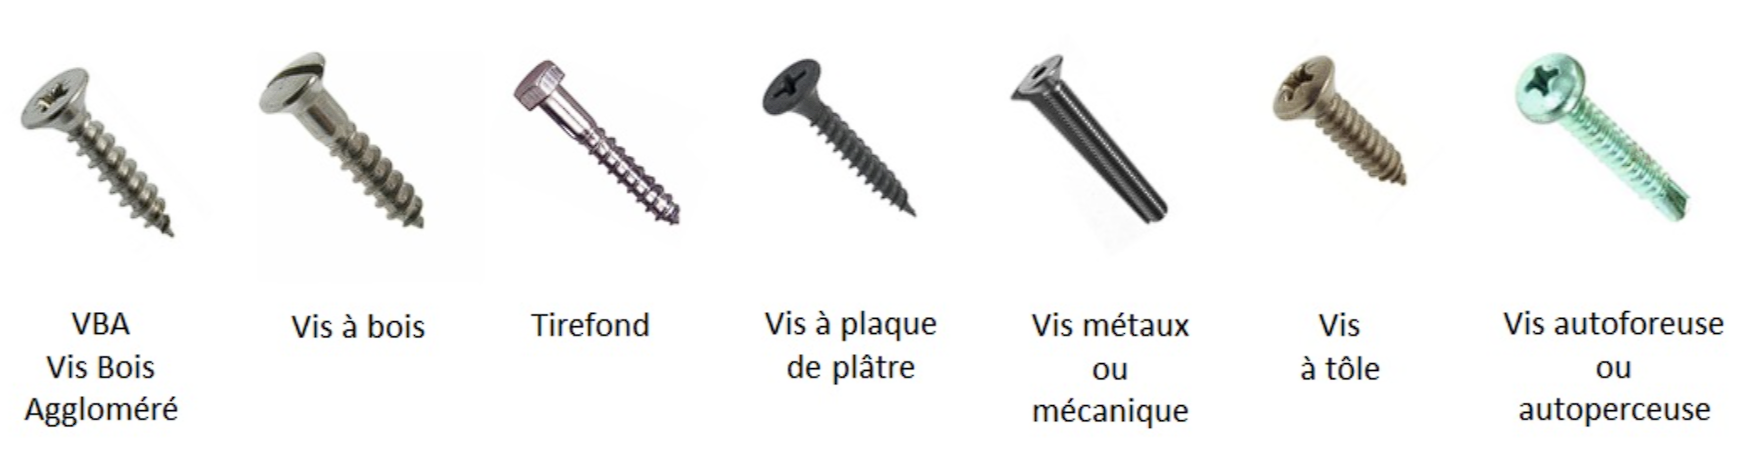 VBA
Vis Bois
Aggloméré
Vis à bois
Tirefond
Vis à plaque
de plâtre
Vis métaux
ou
mécanique
Vis
à tôle
Vis autoforeuse
ou
autoperceuse